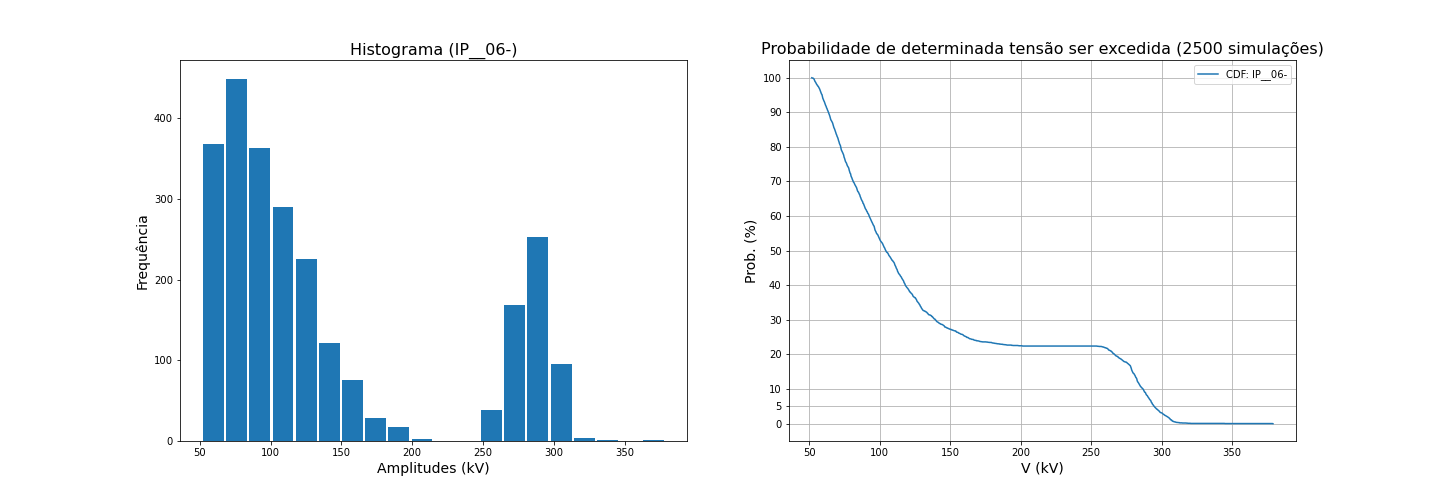 Histograma (IP__06-)
Frequência
400
300
200
100
0
50 100 150 200 250 300 350
Amplitudes (kV)
Probabilidade de determinada tensão ser excedida (2500 simulações)
CDF: IP__06-
Prob. (%)
100
90
80
70
60
50
40
30
20
10
5
0
50 100 150 200 250 300 350
V (kV)